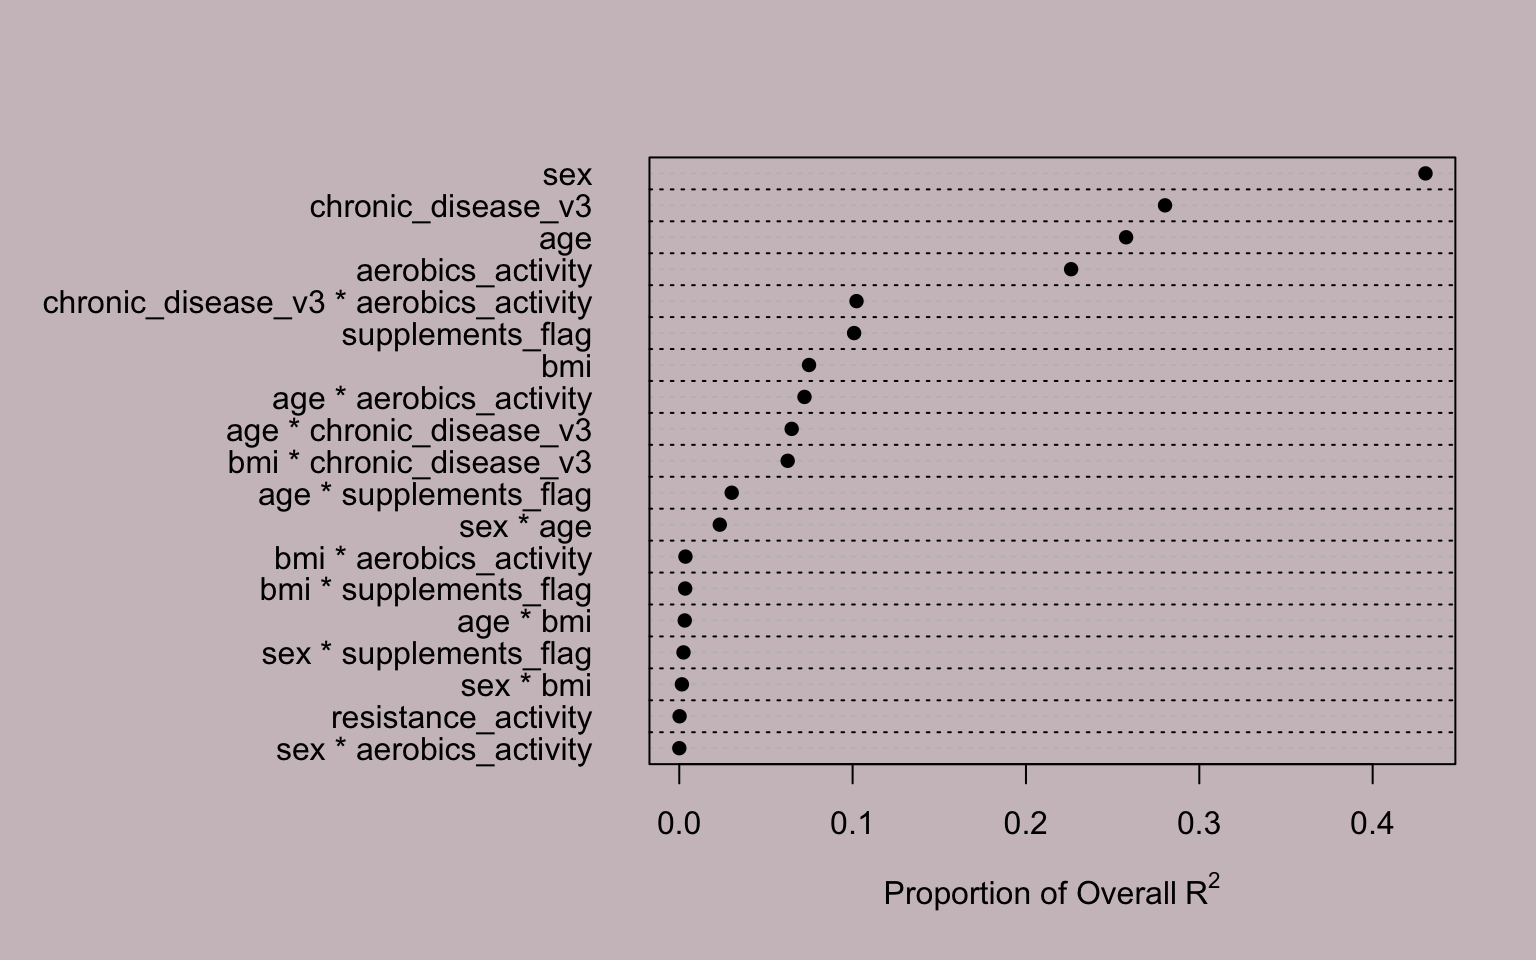 sex
chronic_disease_v3
age
aerobics_activity
chronic_disease_v3 * aerobics_activity
supplements_flag
bmi
age * aerobics_activity
age * chronic_disease_v3
bmi * chronic_disease_v3
age * supplements_flag
sex * age
bmi * aerobics_activity
bmi * supplements_flag
age * bmi
sex * supplements_flag
sex * bmi
resistance_activity
sex * aerobics_activity
0.0 0.1 0.2 0.3 0.4
Proportion of Overall R²